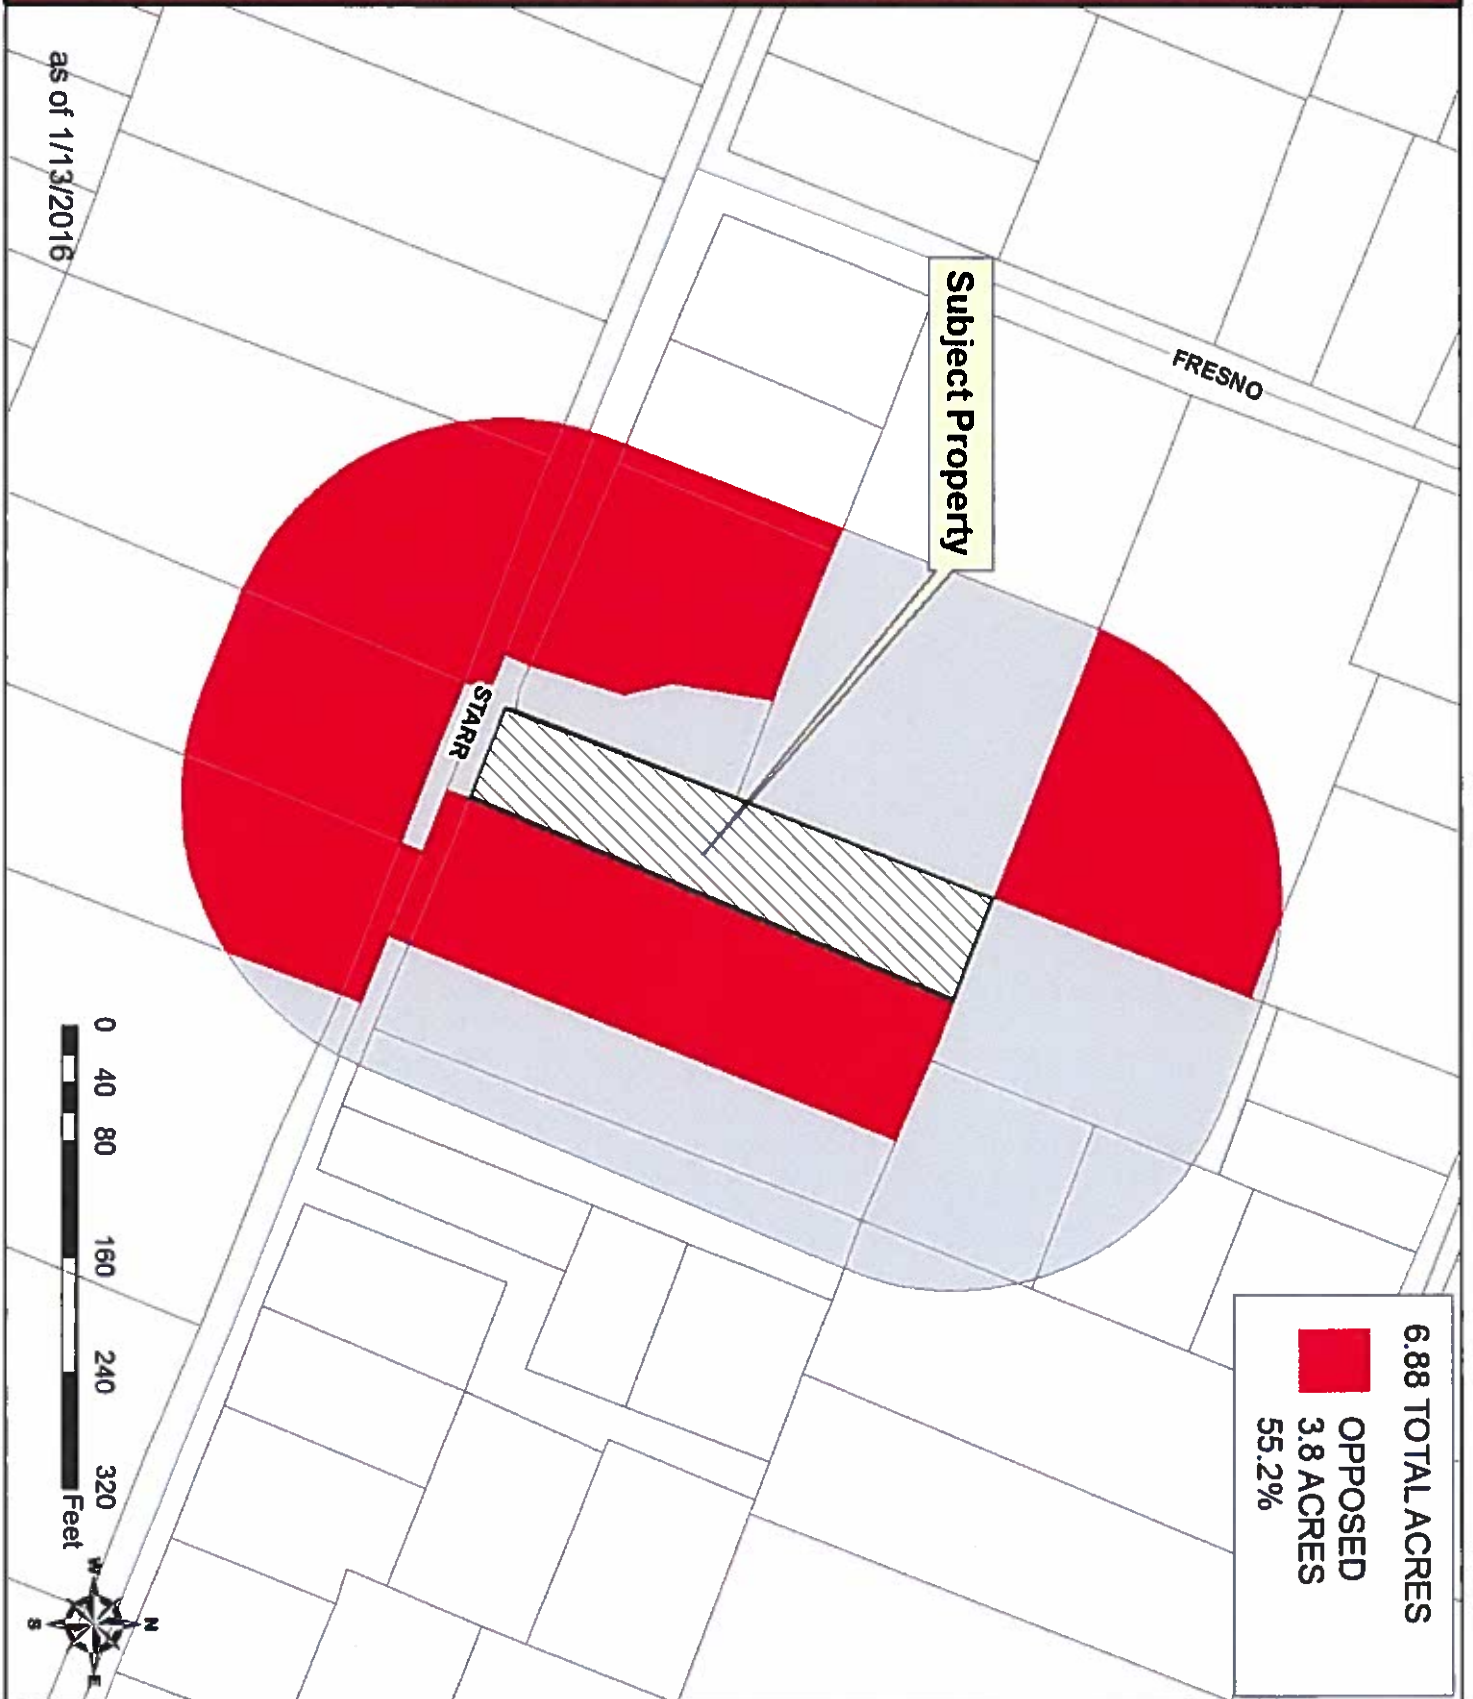 6.88 TOTAL ACRES
OPPOSED
3.8 ACRES
55.2%
FRESNO
Subject Property
STARR
as of 1/13/2016
0 40 80 160 240 320
Feet
N
W
E
S